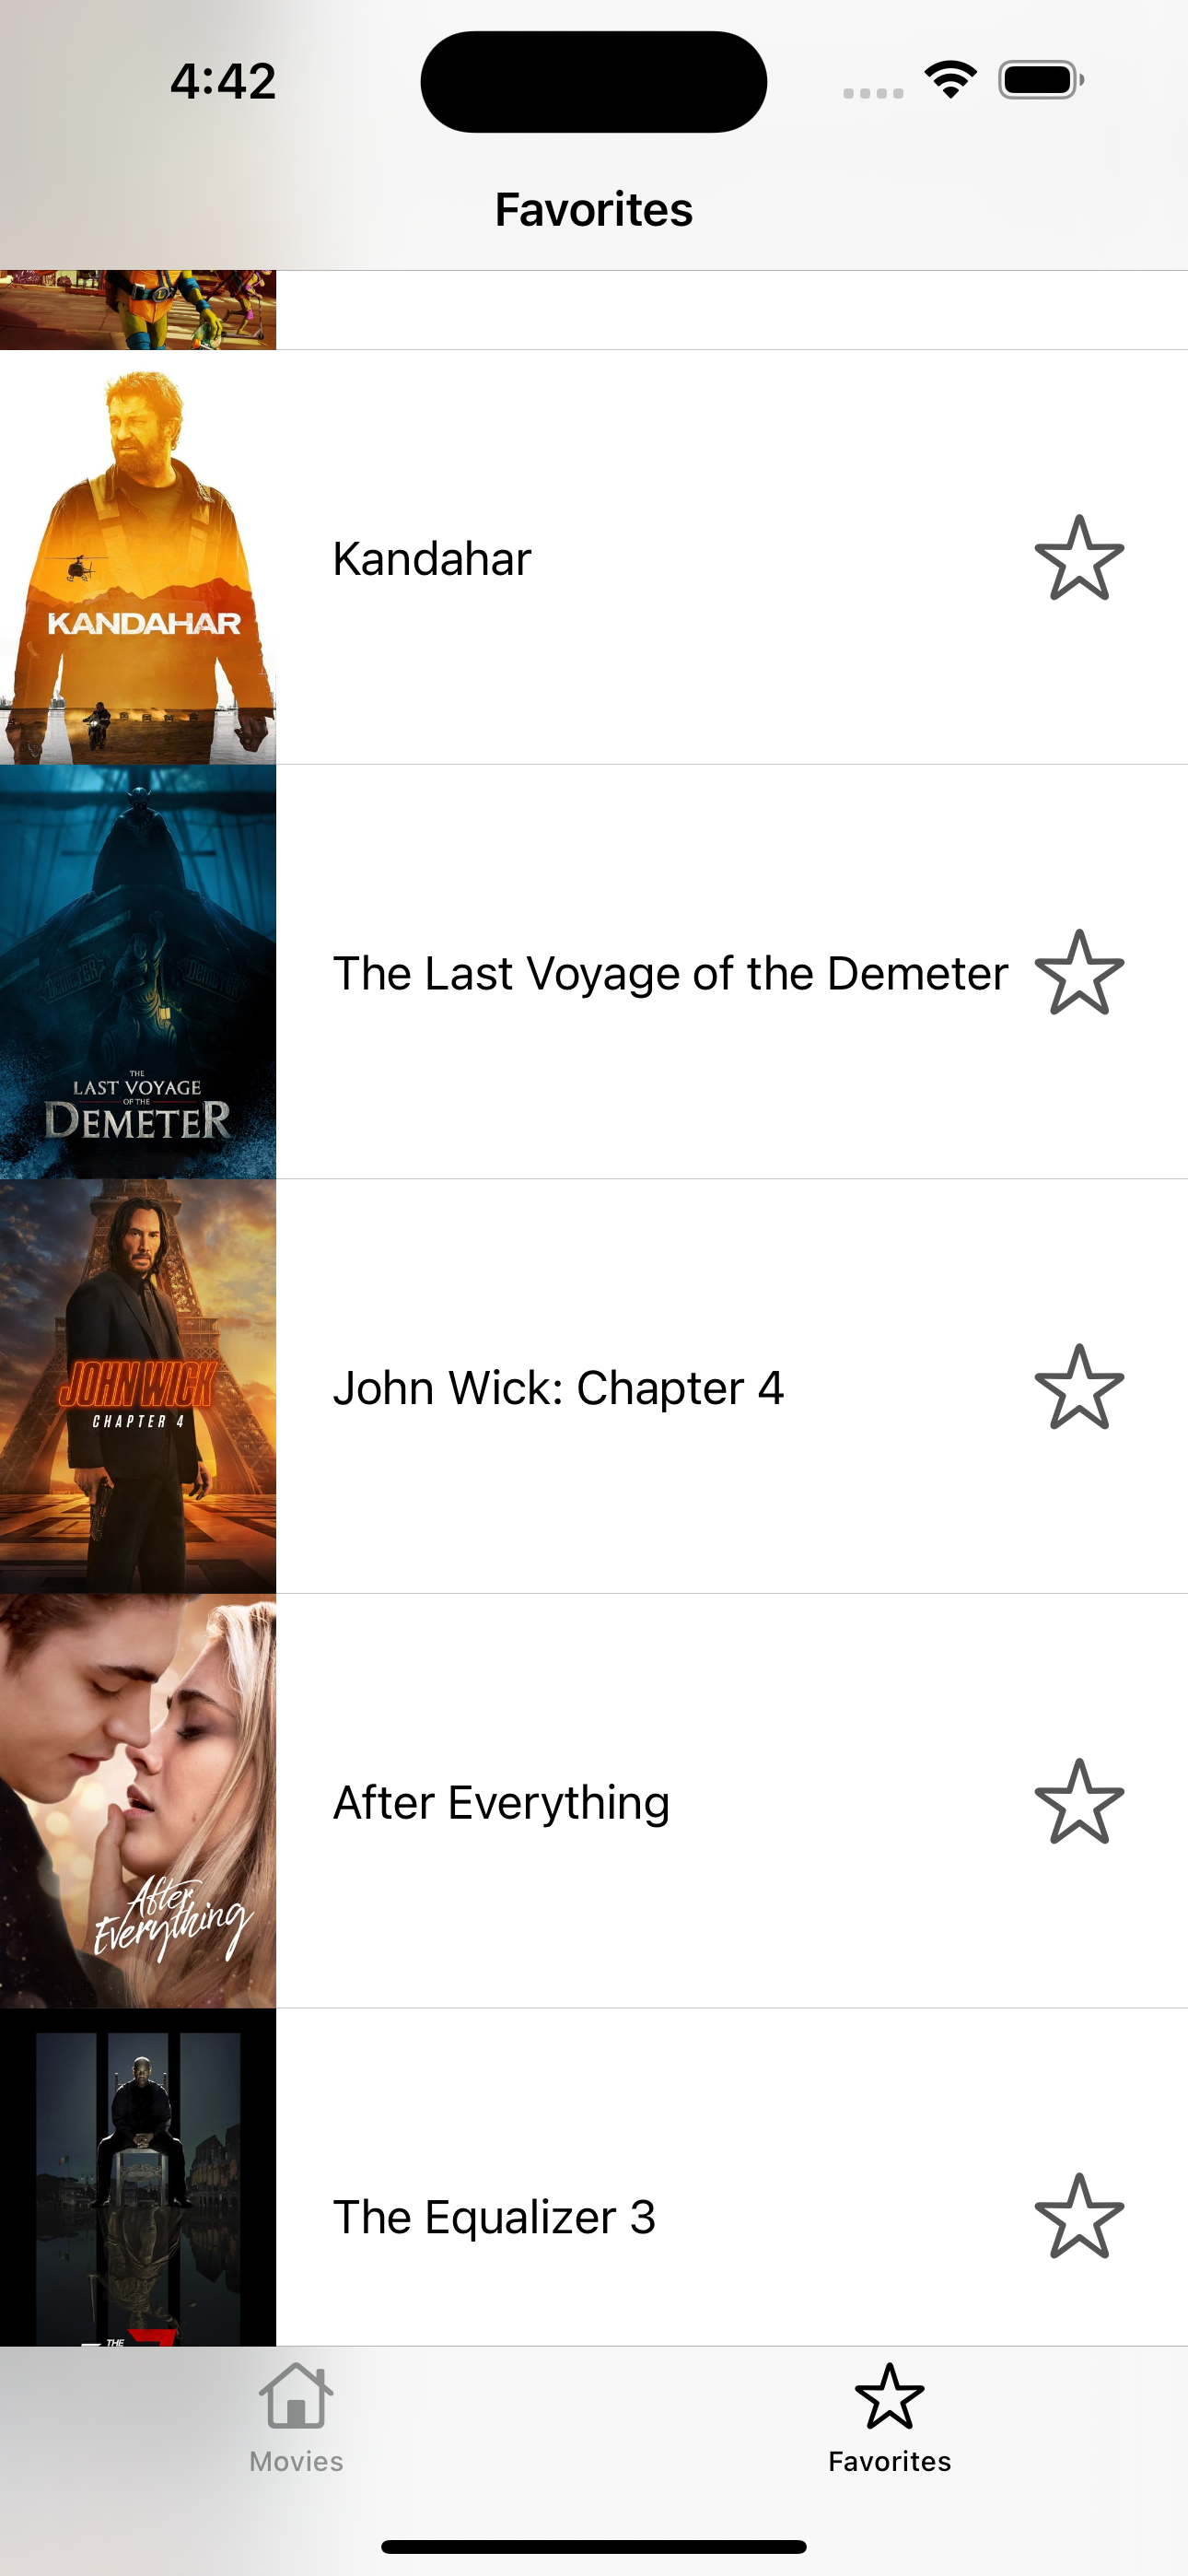 4:42
Favorites
KANDAHAR
Kandahar
THE
LAST VOYAGE
OF THE
DEMETER
The Last Voyage of the Demeter
JOHN WICK
CHAPTER 4
John Wick: Chapter 4
After
Everything
After Everything
THE
The Equalizer 3
Movies
Favorites